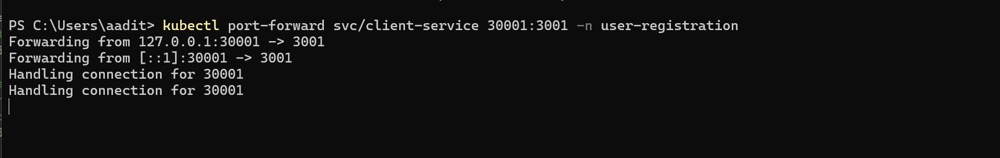 PS C:\Users\aadit> kubectl port-forward svc/client-service 30001:3001 -n user-registration
Forwarding from 127.0.0.1:30001 -> 3001
Forwarding from [::1]:30001 -> 3001
Handling connection for 30001
Handling connection for 30001